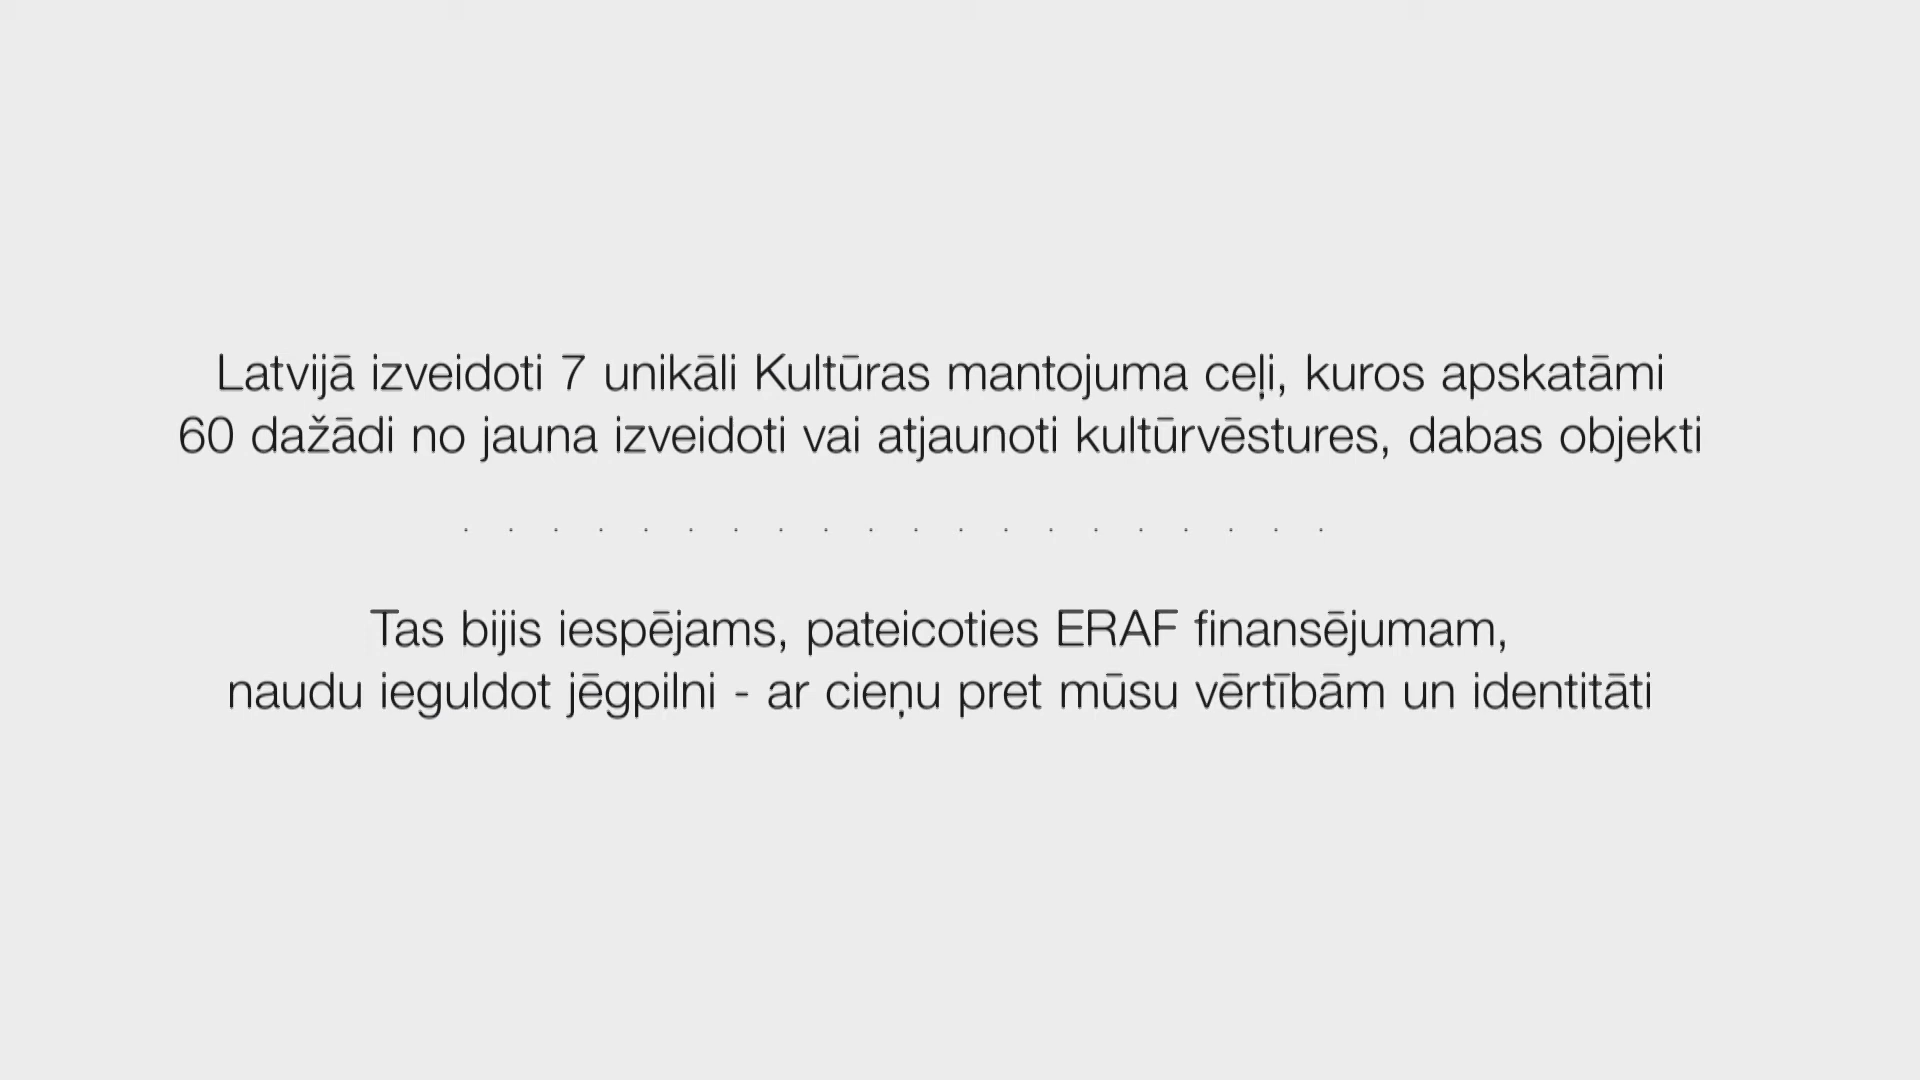 Latvijā izveidoti 7 unikāli Kultūras mantojuma ceļi, kuros apskatāmi
60 dažādi no jauna izveidoti vai atjaunoti kultūrvēstures, dabas objekti
. . . . . . . . . . . . . . . . . . . .
Tas bijis iespējams, pateicoties ERAF finansējumam,
naudu ieguldot jēgpilni - ar cieņu pret mūsu vērtībām un identitāti